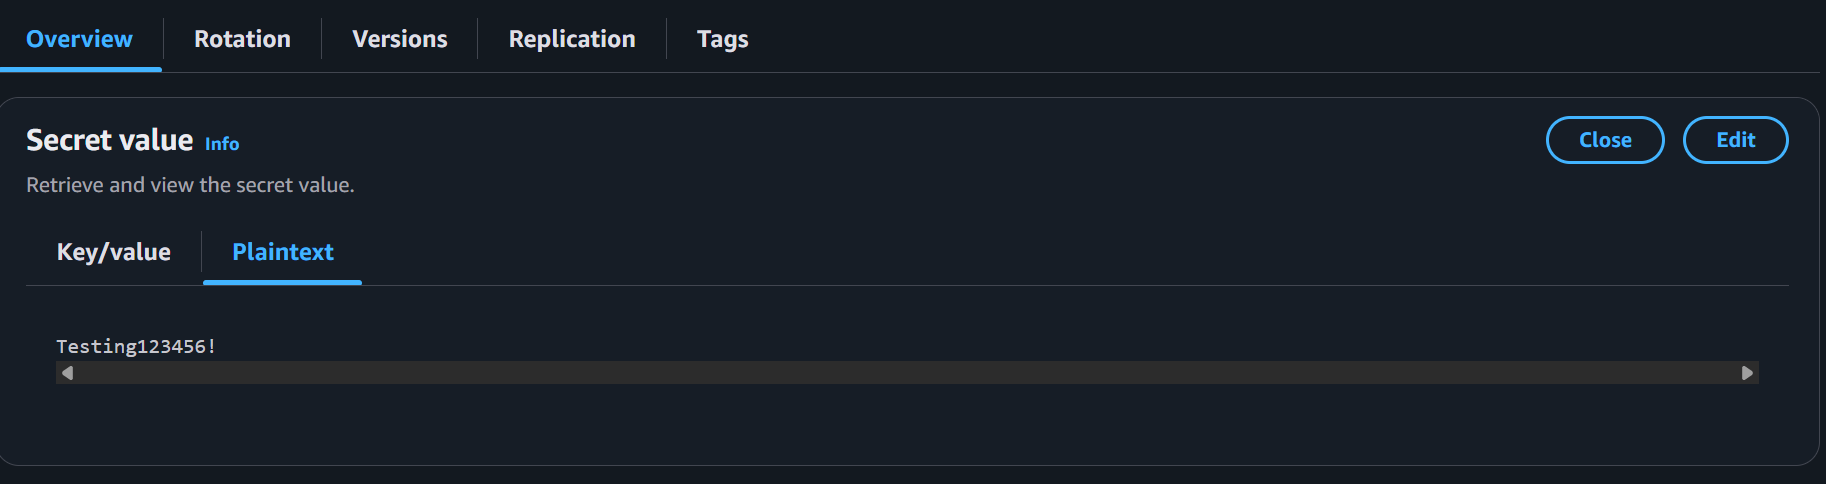 Overview Rotation Versions Replication Tags
Secret value Info Close Edit
Retrieve and view the secret value.
Key/value Plaintext
Testing123456!